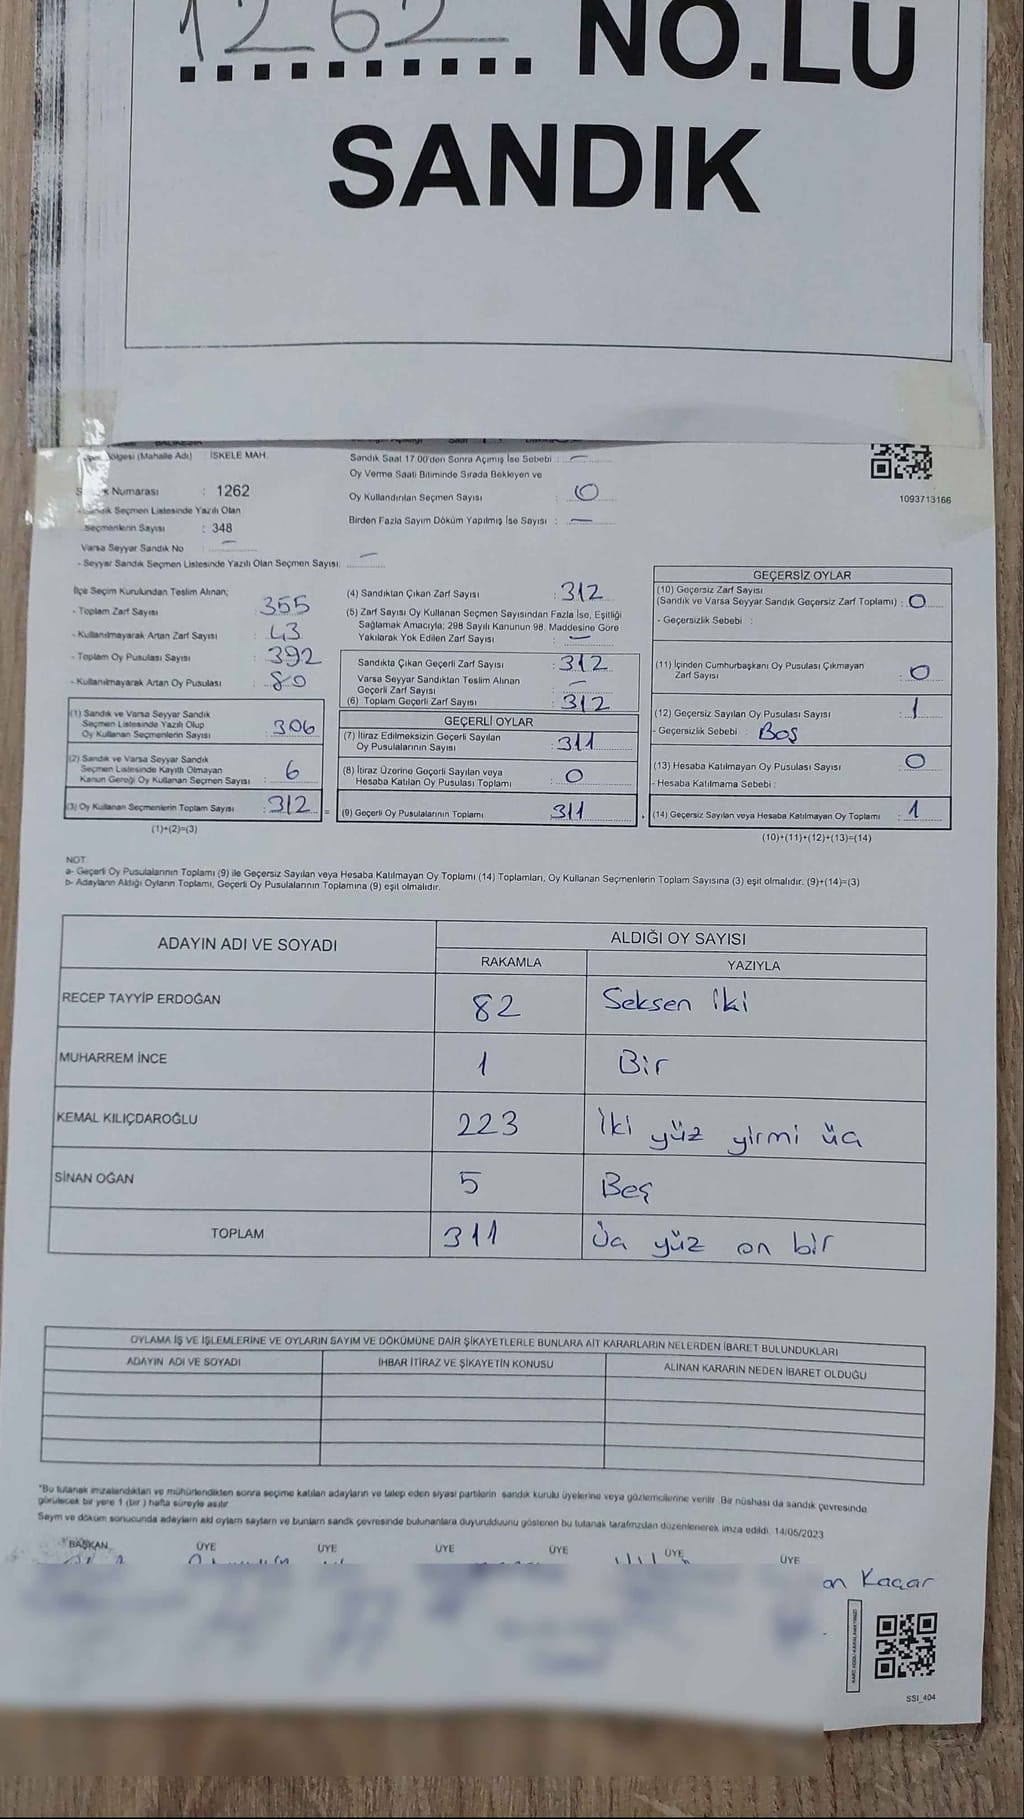 1262 NO.LU
SANDIK
Bölgesi (Mahalle Adı) İSKELE MAH.
Numarası : 1262
Seçmen Listesinde Yazılı Olan
Seçmenlerin Sayısı : 348
Varsa Seyyar Sandık No : —
- Seyyar Sandık Seçmen Listesinde Yazılı Olan Seçmen Sayısı: —
Sandık Saat 17:00'den Sonra Açımış İse Sebebi : —
Oy Verme Saati Bitiminde Sırada Bekleyen ve
Oy Kullandırılan Seçmen Sayısı : 0
Birden Fazla Sayım Döküm Yapılmış İse Sayısı : —
1093713166
İlçe Seçim Kurulundan Teslim Alınan;
- Toplam Zarf Sayısı : 355
- Kullanılmayarak Artan Zarf Sayısı : 43
- Toplam Oy Pusulası Sayısı : 392
- Kullanılmayarak Artan Oy Pusulası : 80
(1) Sandık ve Varsa Seyyar Sandık
Seçmen Listesinde Yazılı Olup
Oy Kullanan Seçmenlerin Sayısı : 306
(2) Sandık ve Varsa Seyyar Sandık
Seçmen Listesinde Kayıtlı Olmayan
Kanun Gereği Oy Kullanan Seçmen Sayısı : 6
(3) Oy Kullanan Seçmenlerin Toplam Sayısı : 312
(1)+(2)=(3)
(4) Sandıktan Çıkan Zarf Sayısı : 312
(5) Zarf Sayısı Oy Kullanan Seçmen Sayısından Fazla İse, Eşitliği
Sağlamak Amacıyla; 298 Sayılı Kanunun 98. Maddesine Göre
Yakılarak Yok Edilen Zarf Sayısı : —
Sandıkta Çıkan Geçerli Zarf Sayısı : 312
Varsa Seyyar Sandıktan Teslim Alınan
Geçerli Zarf Sayısı : —
(6) Toplam Geçerli Zarf Sayısı : 312
GEÇERLİ OYLAR
(7) İtiraz Edilmeksizin Geçerli Sayılan
Oy Pusulalarının Sayısı : 311
(8) İtiraz Üzerine Geçerli Sayılan veya
Hesaba Katılan Oy Pusulası Toplamı : 0
(9) Geçerli Oy Pusulalarının Toplamı : 311
GEÇERSİZ OYLAR
(10) Geçersiz Zarf Sayısı
(Sandık ve Varsa Seyyar Sandık Geçersiz Zarf Toplamı) : 0
- Geçersizlik Sebebi :
(11) İçinden Cumhurbaşkanı Oy Pusulası Çıkmayan
Zarf Sayısı : 0
(12) Geçersiz Sayılan Oy Pusulası Sayısı : 1
- Geçersizlik Sebebi : Boş
(13) Hesaba Katılmayan Oy Pusulası Sayısı : 0
- Hesaba Katılmama Sebebi :
(14) Geçersiz Sayılan veya Hesaba Katılmayan Oy Toplamı : 1
(10)+(11)+(12)+(13)=(14)
NOT
a- Geçerli Oy Pusulalarının Toplamı (9) ile Geçersiz Sayılan veya Hesaba Katılmayan Oy Toplamı (14) Toplamları, Oy Kullanan Seçmenlerin Toplam Sayısına (3) eşit olmalıdır. (9)+(14)=(3)
b- Adayların Aldığı Oyların Toplamı, Geçerli Oy Pusulalarının Toplamına (9) eşit olmalıdır.
ADAYIN ADI VE SOYADI ALDIĞI OY SAYISI
RAKAMLA YAZIYLA
RECEP TAYYİP ERDOĞAN 82 Seksen iki
MUHARREM İNCE 1 Bir
KEMAL KILIÇDAROĞLU 223 İki yüz yirmi üç
SİNAN OĞAN 5 Beş
TOPLAM 311 Üç yüz on bir
OYLAMA İŞ VE İŞLEMLERİNE VE OYLARIN SAYIM VE DÖKÜMÜNE DAİR ŞİKAYETLERLE BUNLARA AİT KARARLARIN NELERDEN İBARET BULUNDUKLARI
ADAYIN ADI VE SOYADI İHBAR İTİRAZ VE ŞİKAYETİN KONUSU ALINAN KARARIN NEDEN İBARET OLDUĞU
"Bu tutanak imzalandıktan ve mühürlendikten sonra seçime katılan adayların ve talep eden siyasi partilerin sandık kurulu üyelerine veya gözlemcilerine verilir. Bir nüshası da sandık çevresinde
görülecek bir yere 1 (bir ) hafta süreyle asılır
Sayım ve döküm sonucunda adayların ald oyların sayıları ve bunların sandk çevresinde bulunanlara duyurulduunu gösteren bu tutanak tarafmzdan düzenlenerek imza edildi. 14/05/2023
BAŞKAN ÜYE ÜYE ÜYE ÜYE ÜYE ÜYE
on Kaçar
SSI_404